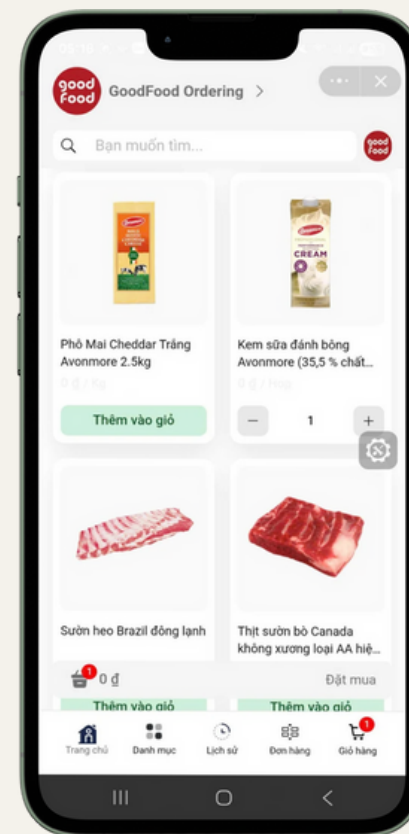 05:15
good
food
GoodFood Ordering
Bạn muốn tìm...
good
food
CREAM
Phô Mai Cheddar Trắng
Avonmore 2.5kg
0 ₫ / Kg
Thêm vào giỏ
Kem sữa đánh bông
Avonmore (35,5 % chất...
0 ₫ / Hộp
1
Sườn heo Brazil đông lạnh
Thịt sườn bò Canada
không xương loại AA hiệ...
1
0 ₫
Đặt mua
Thêm vào giỏ
Thêm vào giỏ
Trang chủ
Danh mục
Lịch sử
Đơn hàng
1
Giỏ hàng